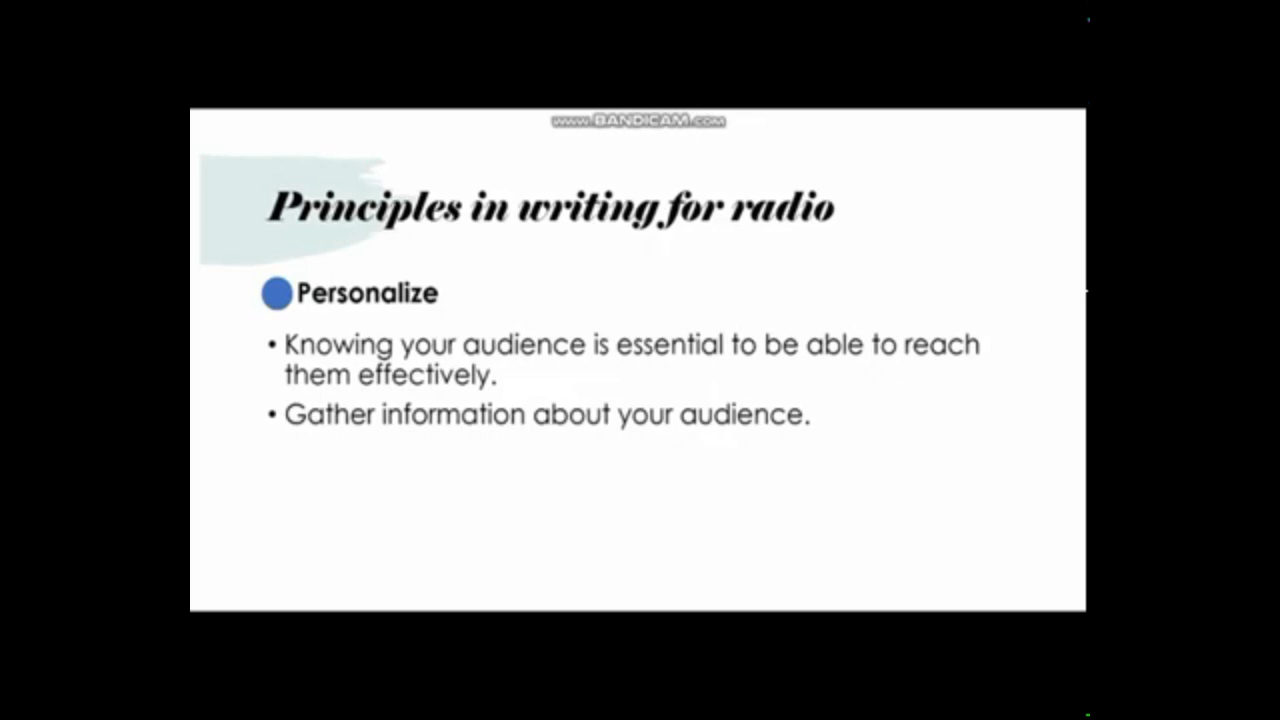 www.BANDICAM.com
Principles in writing for radio
Personalize
• Knowing your audience is essential to be able to reach
them effectively.
• Gather information about your audience.